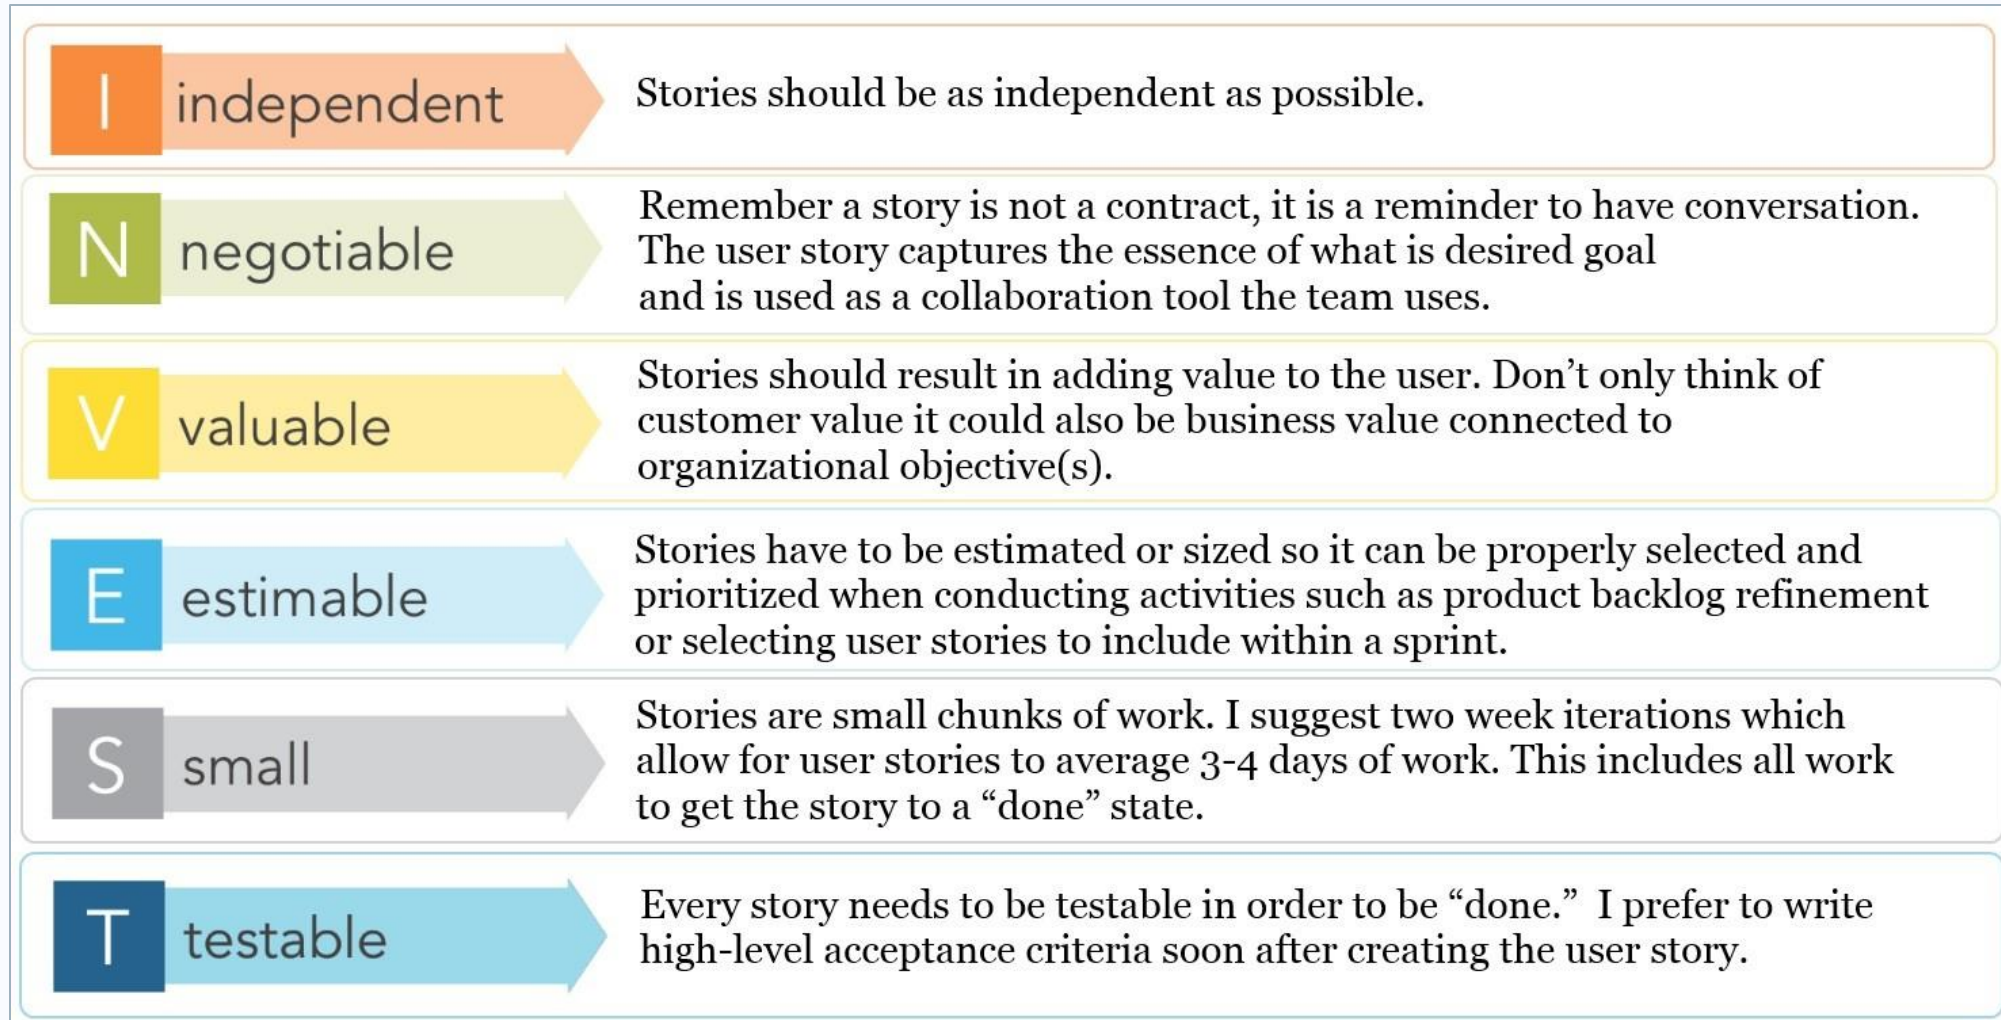 I independent
Stories should be as independent as possible.
N negotiable
Remember a story is not a contract, it is a reminder to have conversation.
The user story captures the essence of what is desired goal
and is used as a collaboration tool the team uses.
V valuable
Stories should result in adding value to the user. Don’t only think of
customer value it could also be business value connected to
organizational objective(s).
E estimable
Stories have to be estimated or sized so it can be properly selected and
prioritized when conducting activities such as product backlog refinement
or selecting user stories to include within a sprint.
S small
Stories are small chunks of work. I suggest two week iterations which
allow for user stories to average 3-4 days of work. This includes all work
to get the story to a “done” state.
T testable
Every story needs to be testable in order to be “done.”  I prefer to write
high-level acceptance criteria soon after creating the user story.